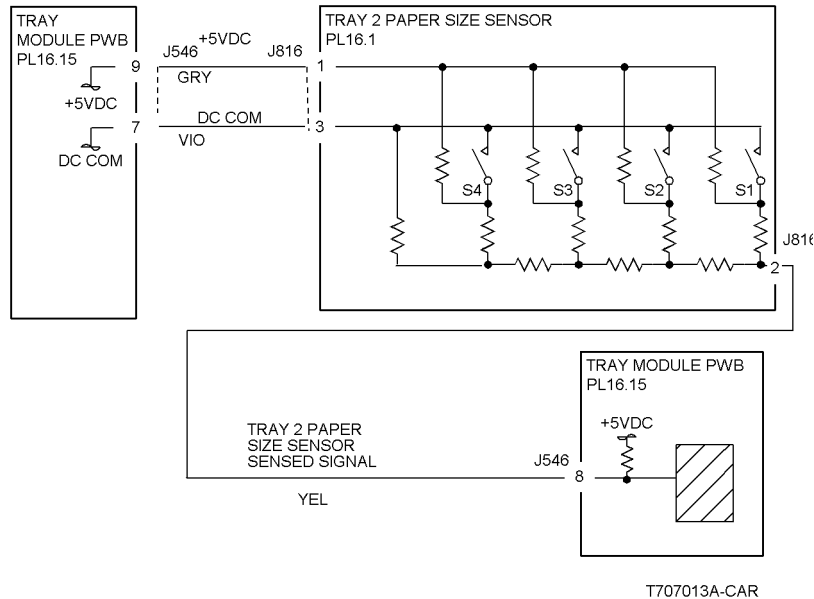 TRAY
MODULE PWB
PL16.15
9
J546
+5VDC
J816
GRY
+5VDC
7
DC COM
VIO
DC COM
TRAY 2 PAPER SIZE SENSOR
PL16.1
1
3
S4
S3
S2
S1
J816
2
TRAY MODULE PWB
PL16.15
+5VDC
TRAY 2 PAPER
SIZE SENSOR
SENSED SIGNAL
J546
8
YEL
T707013A-CAR